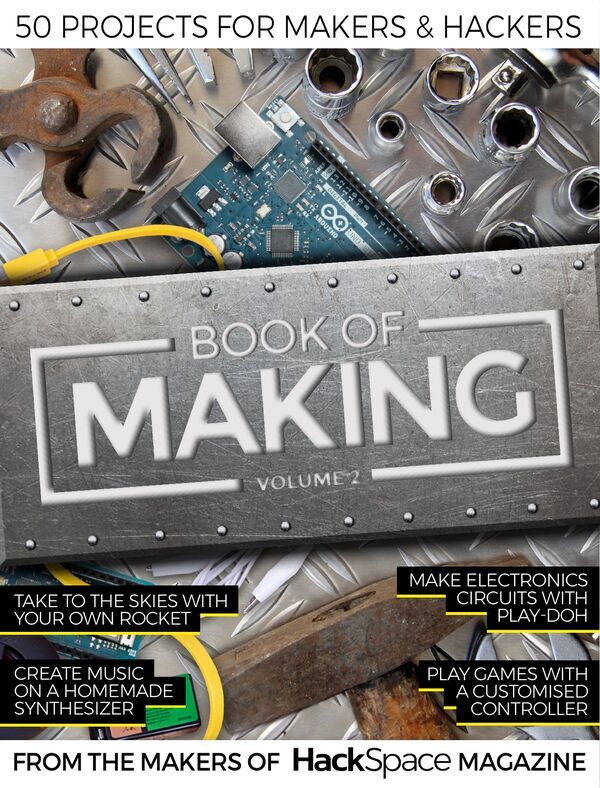 50 PROJECTS FOR MAKERS & HACKERS
ARDUINO
UNO
BOOK OF
MAKING
VOLUME 2
TAKE TO THE SKIES WITH
YOUR OWN ROCKET
CREATE MUSIC
ON A HOMEMADE
SYNTHESIZER
MAKE ELECTRONICS
CIRCUITS WITH
PLAY-DOH
PLAY GAMES WITH
A CUSTOMISED
CONTROLLER
FROM THE MAKERS OF HackSpace MAGAZINE